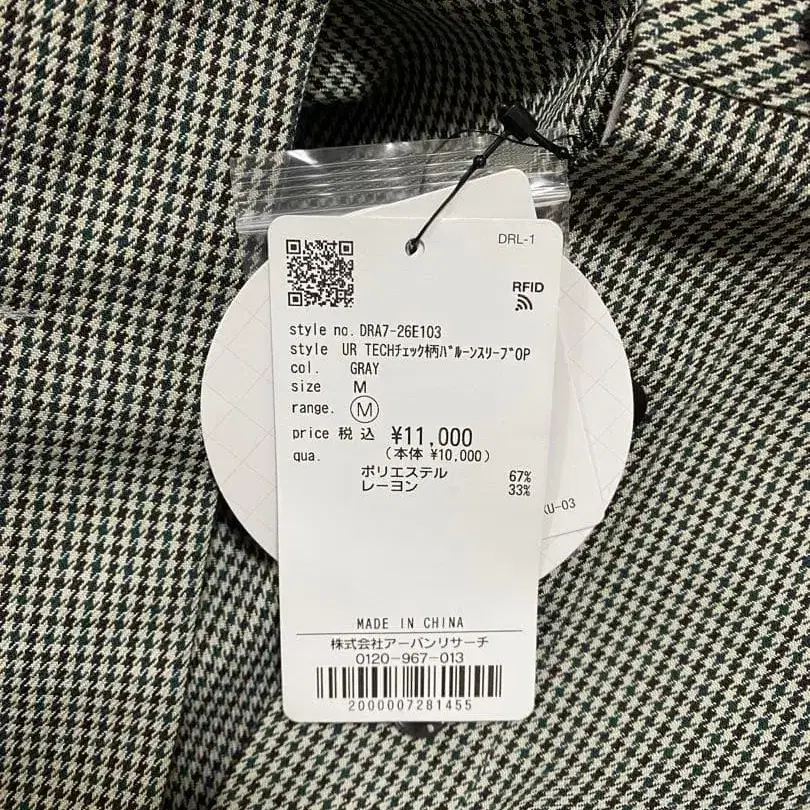 DRL-1
RFID
style no. DRA7-26E103
style UR TECHﾁｪｯｸ柄ﾊﾞﾙｰﾝｽﾘｰﾌﾞOP
col. GRAY
size M
range. M
price 税込 ¥11,000
qua. (本体 ¥10,000)
ポリエステル 67%
レーヨン 33%
KU-03
MADE IN CHINA
株式会社アーバンリサーチ
0120-967-013
2000007281455